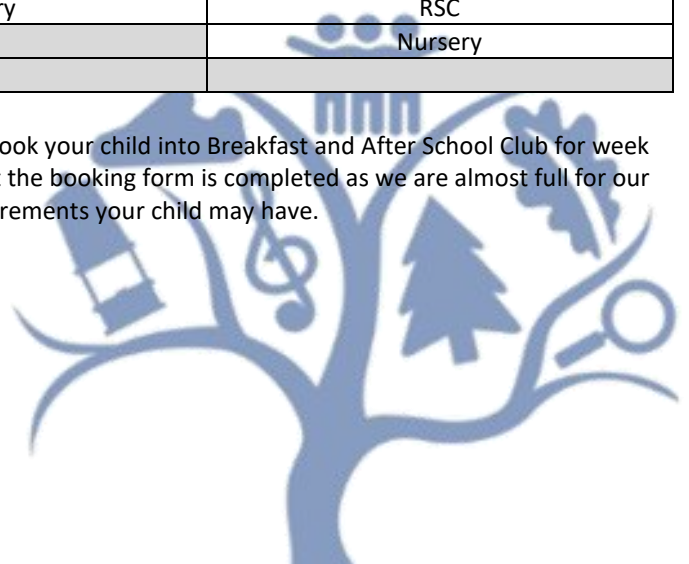 ry RSC
Nursery
ook your child into Breakfast and After School Club for week
t the booking form is completed as we are almost full for our
rements your child may have.